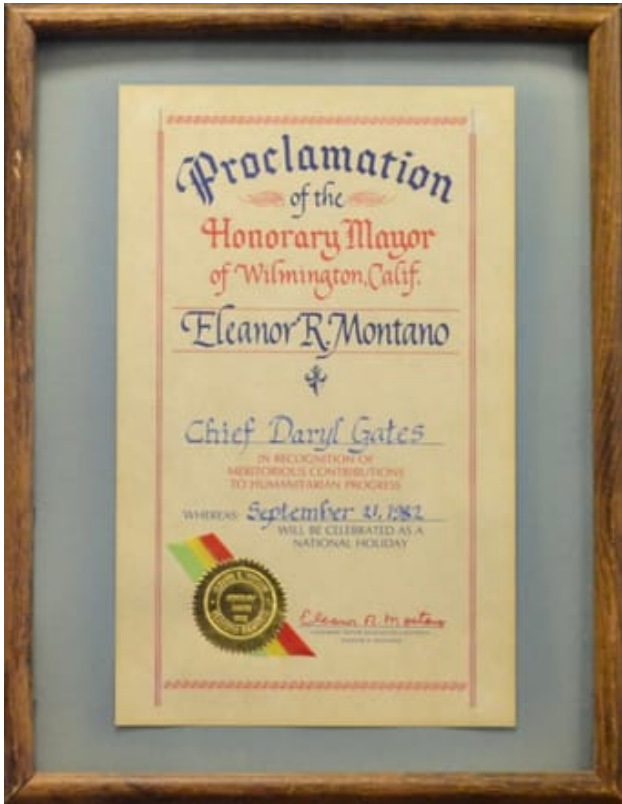 Proclamation
of the
Honorary Mayor
of Wilmington, Calif.
Eleanor R. Montano
Chief Daryl Gates
IN RECOGNITION OF
MERITORIOUS CONTRIBUTIONS
TO HUMANITARIAN PROGRESS
WHEREAS: September 21, 1982
WILL BE CELEBRATED AS A
NATIONAL HOLIDAY
Eleanor R. Montano